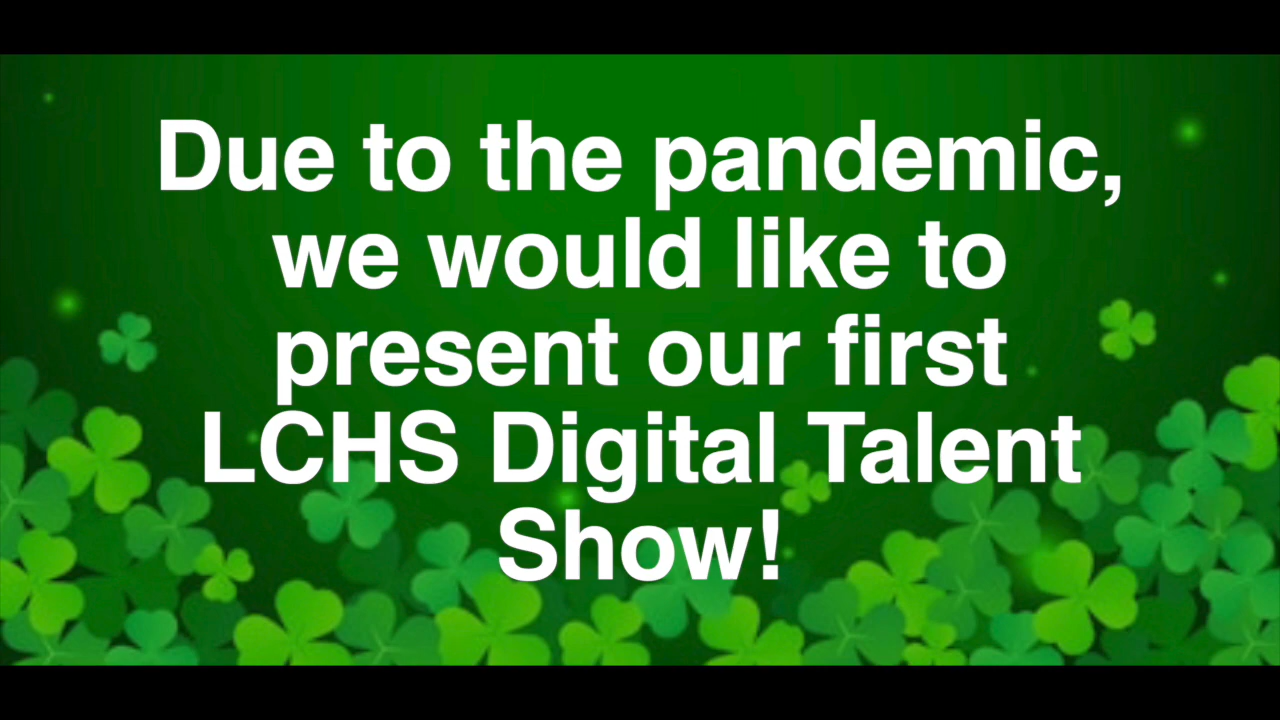 Due to the pandemic,
we would like to
present our first
LCHS Digital Talent
Show!